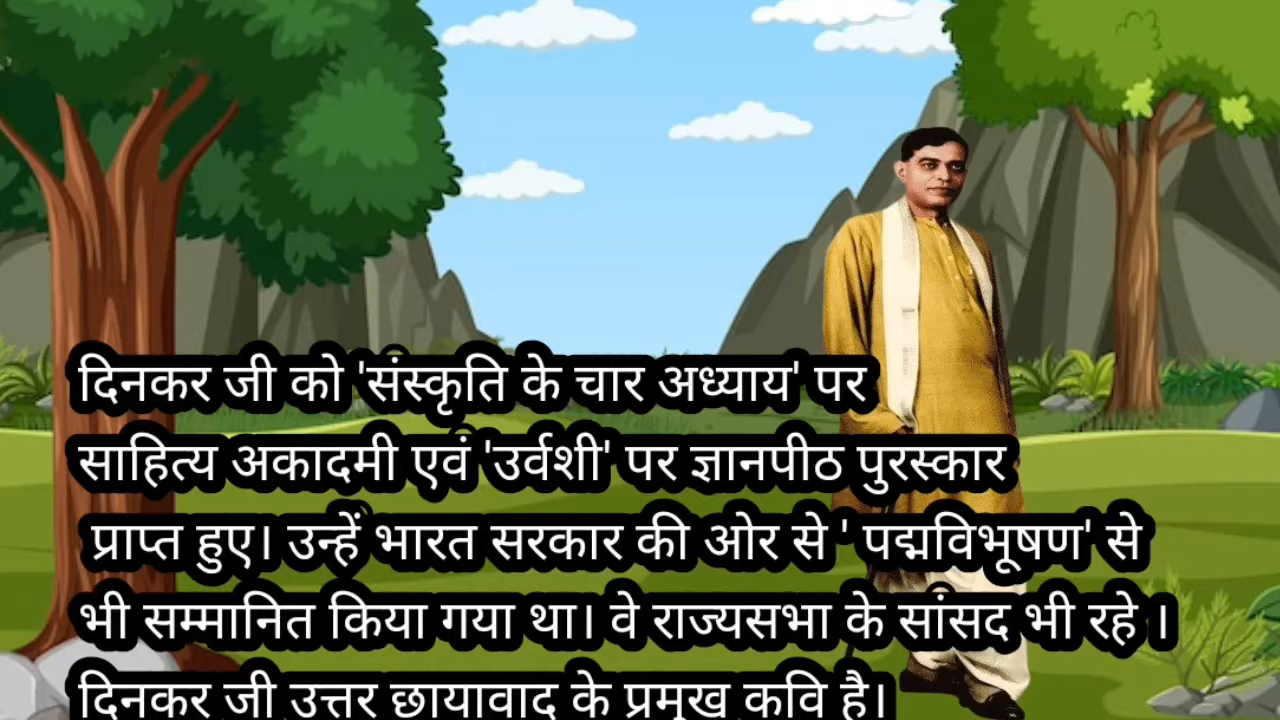 दिनकर जी को 'संस्कृति के चार अध्याय' पर
साहित्य अकादमी एवं 'उर्वशी' पर ज्ञानपीठ पुरस्कार
प्राप्त हुए। उन्हें भारत सरकार की ओर से ' पद्मविभूषण' से
भी सम्मानित किया गया था। वे राज्यसभा के सांसद भी रहे ।
दिनकर जी उत्तर छायावाद के प्रमुख कवि है।